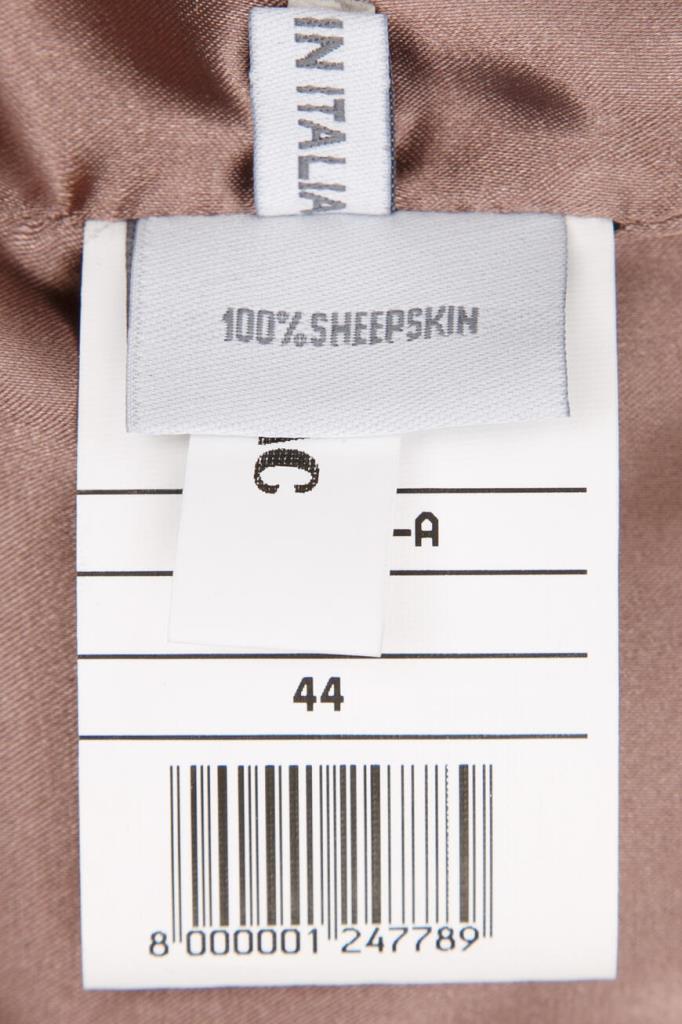 IN ITALIA
100% SHEEPSKIN
C
-A
44
8 000001 247789